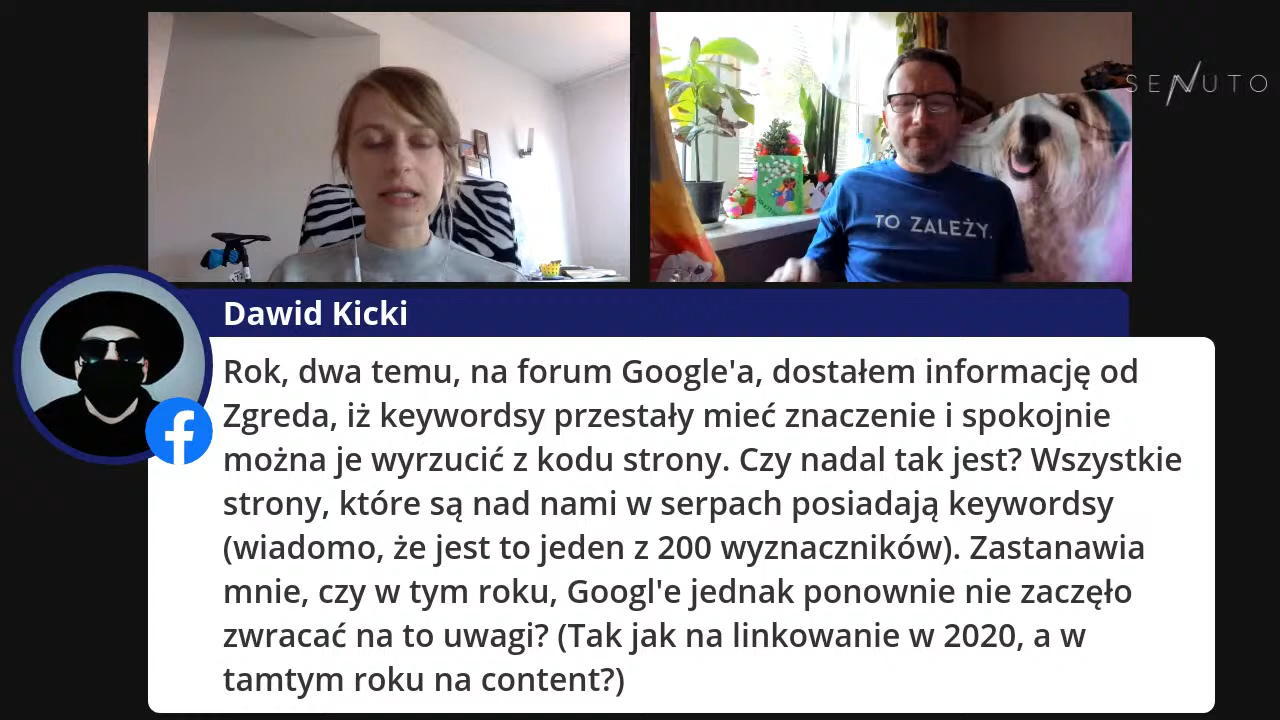 SENUTO
TO ZALEŻY.
Dawid Kicki
Rok, dwa temu, na forum Google'a, dostałem informację od
Zgreda, iż keywordsy przestały mieć znaczenie i spokojnie
można je wyrzucić z kodu strony. Czy nadal tak jest? Wszystkie
strony, które są nad nami w serpach posiadają keywordsy
(wiadomo, że jest to jeden z 200 wyznaczników). Zastanawia
mnie, czy w tym roku, Googl'e jednak ponownie nie zaczęło
zwracać na to uwagi? (Tak jak na linkowanie w 2020, a w
tamtym roku na content?)